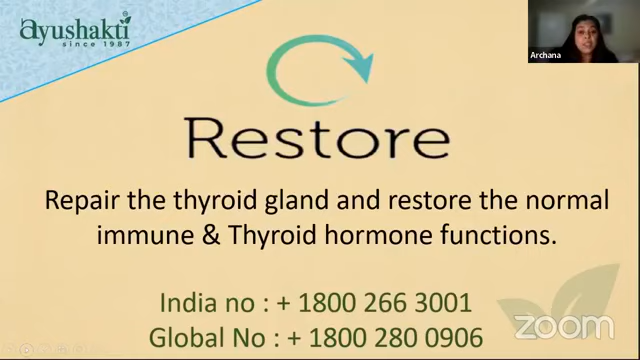 ayushakti
since 1987
Archana
Restore
Repair the thyroid gland and restore the normal
immune & Thyroid hormone functions.
India no : + 1800 266 3001
Global No : + 1800 280 0906
zoom